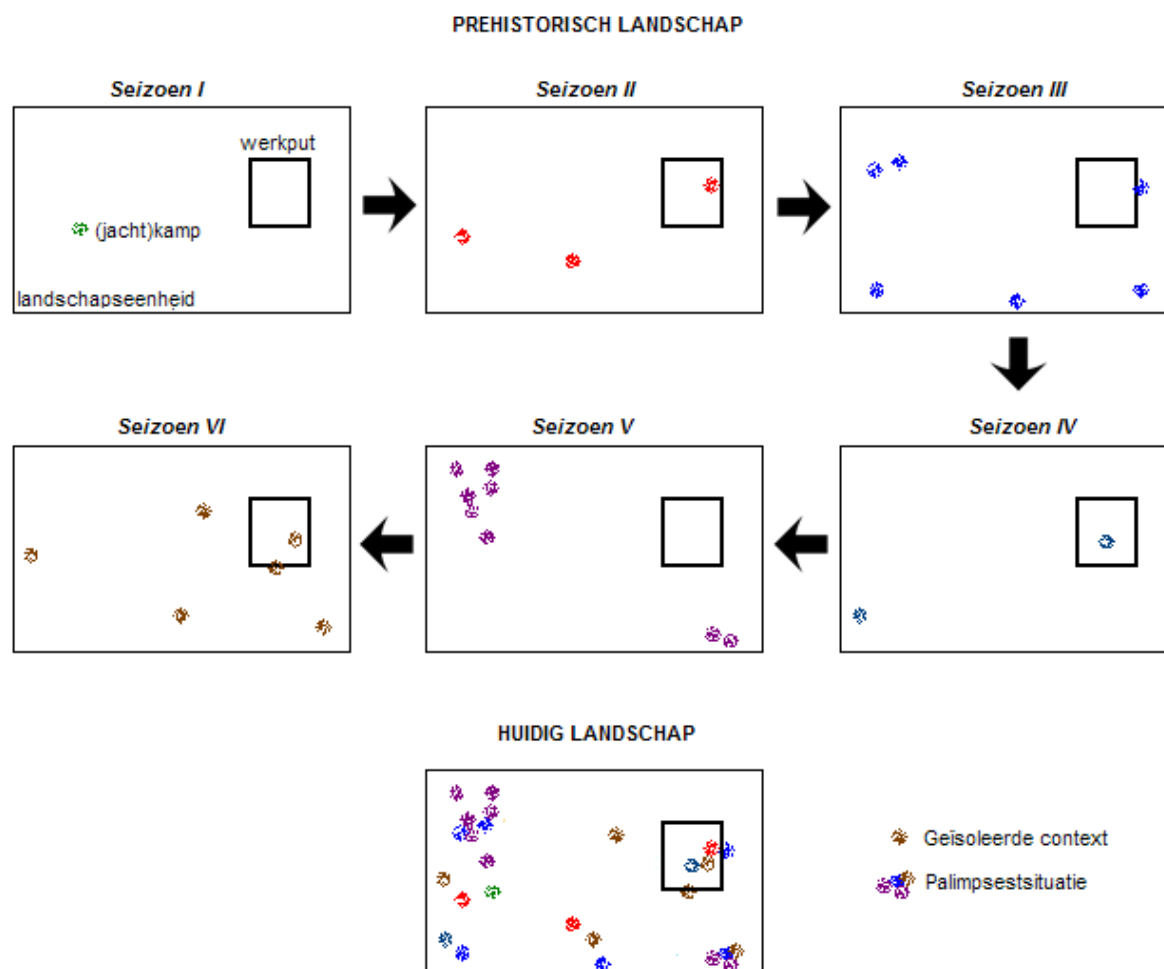 PREHISTORISCH LANDSCHAP
Seizoen I
Seizoen II
Seizoen III
werkput
(jacht)kamp
landschapseenheid
Seizoen VI
Seizoen V
Seizoen IV
HUIDIG LANDSCHAP
Geïsoleerde context
Palimpsestsituatie